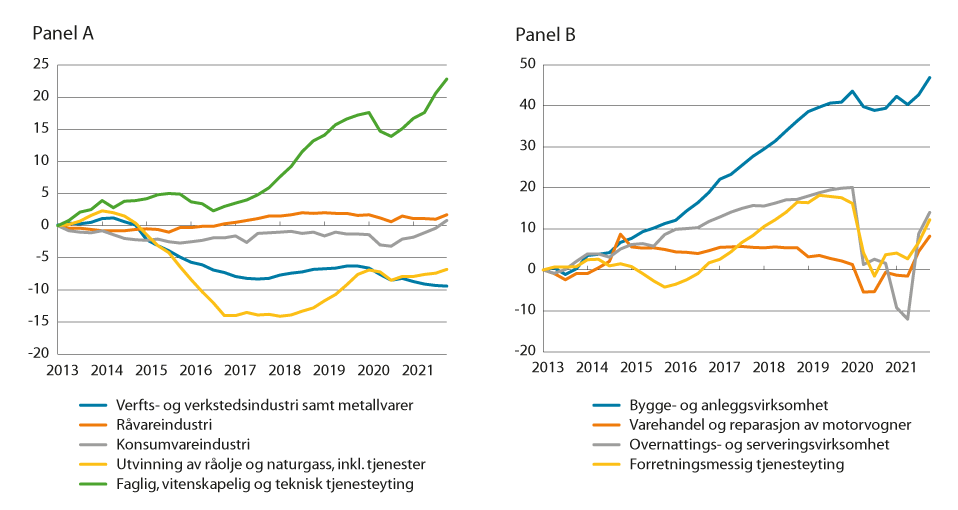 Panel A
25
20
15
10
5
0
-5
-10
-15
-20
2013 2014 2015 2016 2017 2018 2019 2020 2021
Verfts- og verkstedsindustri samt metallvarer
Råvareindustri
Konsumvareindustri
Utvinning av råolje og naturgass, inkl. tjenester
Faglig, vitenskapelig og teknisk tjenesteyting
Panel B
50
40
30
20
10
0
-10
-20
2013 2014 2015 2016 2017 2018 2019 2020 2021
Bygge- og anleggsvirksomhet
Varehandel og reparasjon av motorvogner
Overnattings- og serveringsvirksomhet
Forretningsmessig tjenesteyting